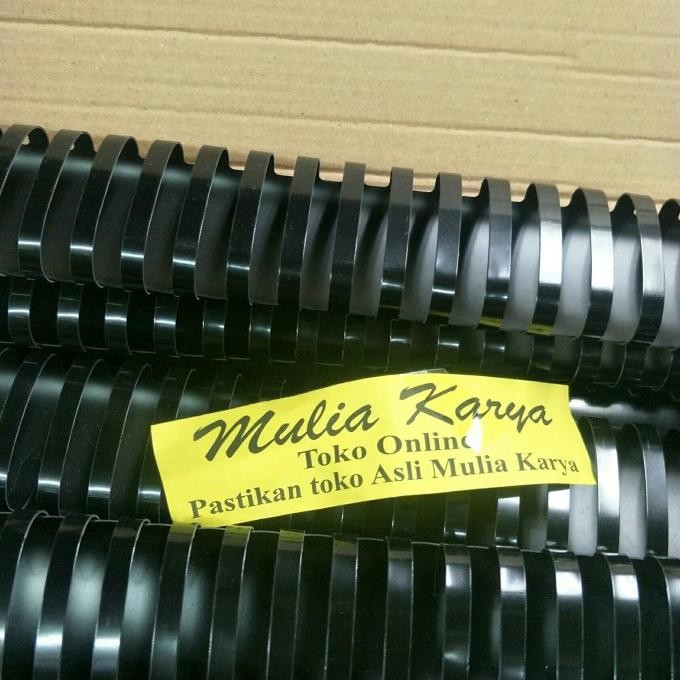 Mulia Karya
Toko Online
Pastikan toko Asli Mulia Karya